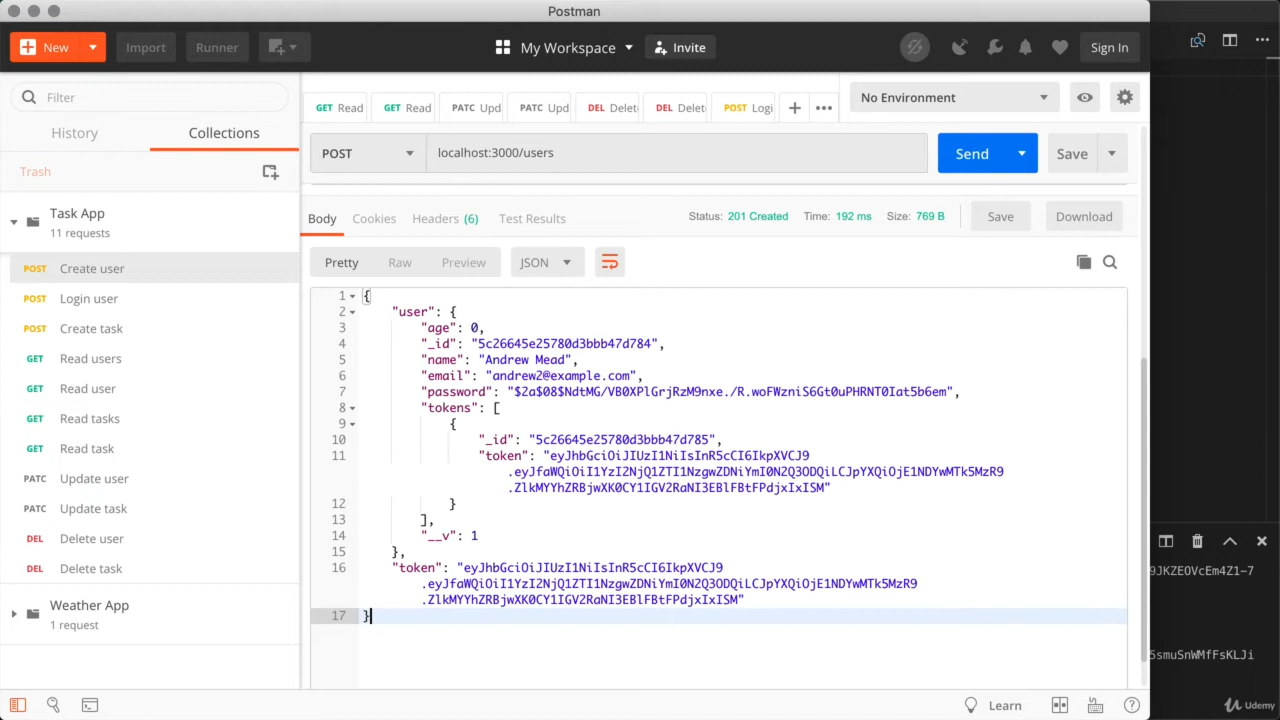 Postman
New
Import
Runner
My Workspace
Invite
Sign In
Filter
History
Collections
Trash
Task App
11 requests
POST Create user
POST Login user
POST Create task
GET Read users
GET Read user
GET Read tasks
GET Read task
PATC Update user
PATC Update task
DEL Delete user
DEL Delete task
Weather App
1 request
GET Read
GET Read
PATC Upd
PATC Upd
DEL Delet
DEL Delet
POST Logi
No Environment
POST
localhost:3000/users
Send
Save
Body
Cookies
Headers (6)
Test Results
Status: 201 Created
Time: 192 ms
Size: 769 B
Save
Download
Pretty
Raw
Preview
JSON
1 {
2 "user": {
3 "age": 0,
4 "_id": "5c26645e25780d3bbb47d784",
5 "name": "Andrew Mead",
6 "email": "andrew2@example.com",
7 "password": "$2a$08$NdtMG/VB0XPlGrjRzM9nxe./R.woFWzniS6Gt0uPHRNT0Iat5b6em",
8 "tokens": [
9 {
10 "_id": "5c26645e25780d3bbb47d785",
11 "token": "eyJhbGciOiJIUzI1NiIsInR5cCI6IkpXVCJ9
.eyJfaWQiOiI1YzI2NjQ1ZTI1NzgwZDNiYmI0N2Q3ODQiLCJpYXQiOjE1NDYwMTk5MzR9
.ZlkMYYhZRBjwXK0CY1IGV2RaNI3EBlFBtFPdjxIxISM"
12 }
13 ],
14 "__v": 1
15 },
16 "token": "eyJhbGciOiJIUzI1NiIsInR5cCI6IkpXVCJ9
.eyJfaWQiOiI1YzI2NjQ1ZTI1NzgwZDNiYmI0N2Q3ODQiLCJpYXQiOjE1NDYwMTk5MzR9
.ZlkMYYhZRBjwXK0CY1IGV2RaNI3EBlFBtFPdjxIxISM"
17 }
9JKZEOVcEm4Z1-7
5smuSnWMfFsKLJi
Learn
Udemy